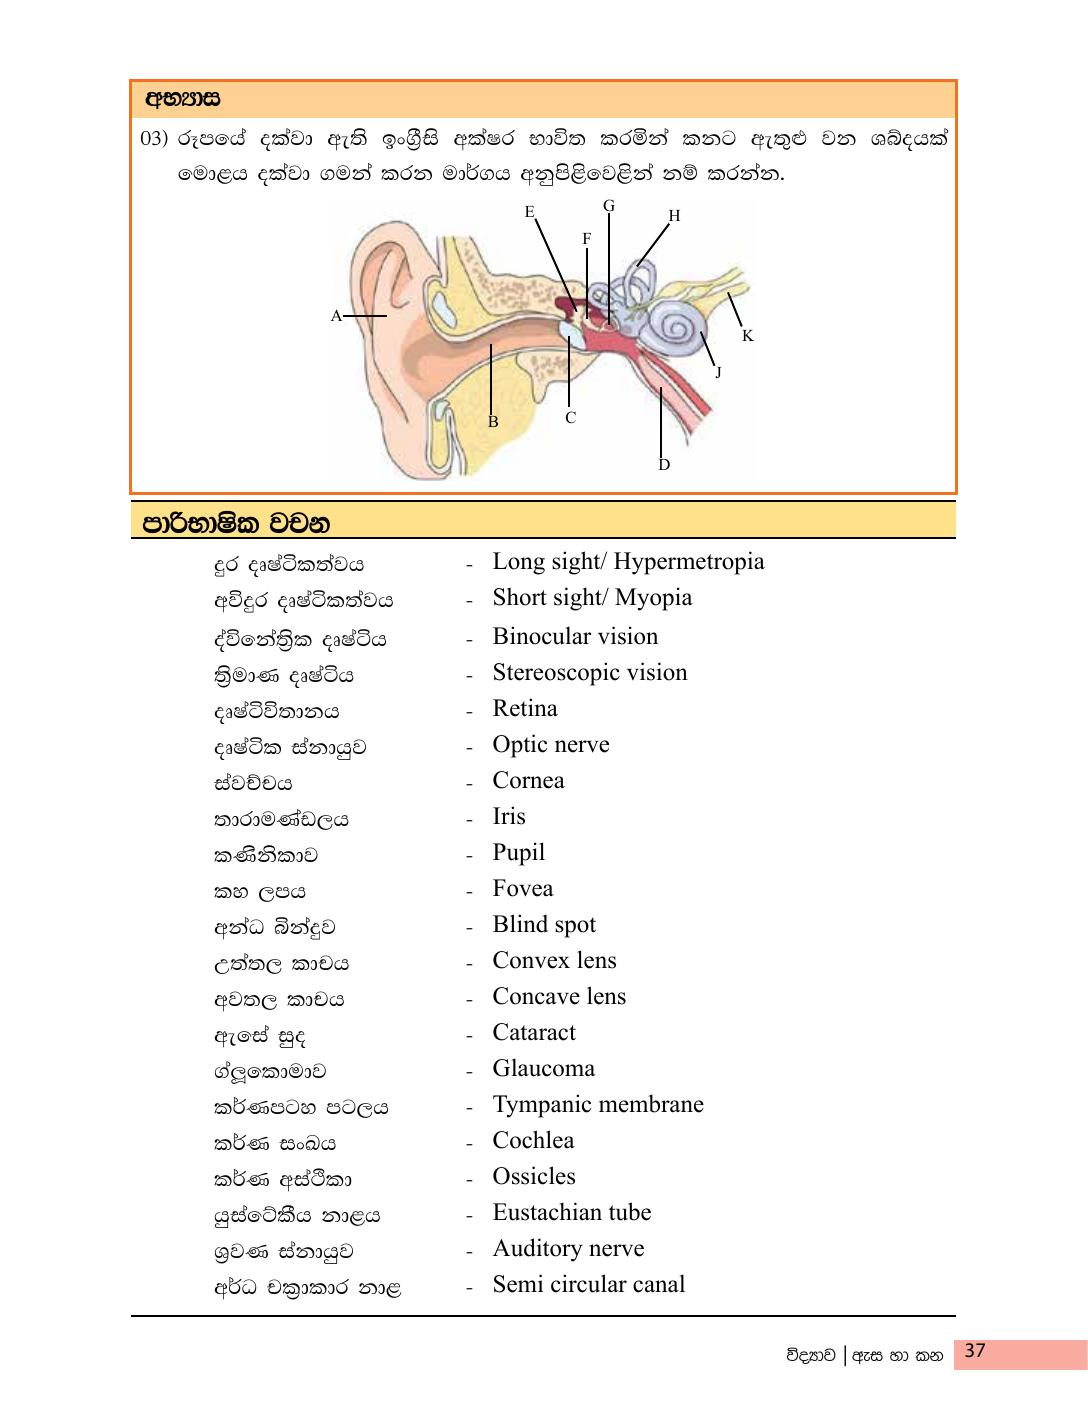 අභ්‍යාස
03) රූපයේ දක්වා ඇති ඉංග්‍රීසි අක්ෂර භාවිත කරමින් කනට ඇතුළු වන ශබ්දයක්
මොළය දක්වා ගමන් කරන මාර්ගය අනුපිළිවෙළින් නම් කරන්න.
E
G
H
F
A
K
J
B
C
D
පාරිභාෂික වචන
දුර දෘෂ්ටිකත්වය - Long sight/ Hypermetropia
අවිදුර දෘෂ්ටිකත්වය - Short sight/ Myopia
ද්විනේත්‍රික දෘෂ්ටිය - Binocular vision
ත්‍රිමාණ දෘෂ්ටිය - Stereoscopic vision
දෘෂ්ටිවිතානය - Retina
දෘෂ්ටික ස්නායුව - Optic nerve
ස්වච්චය - Cornea
තාරාමණ්ඩලය - Iris
කණිනිකාව - Pupil
කහ ලපය - Fovea
අන්ධ බින්දුව - Blind spot
උත්තල කාචය - Convex lens
අවතල කාචය - Concave lens
ඇසේ සුද - Cataract
ග්ලූකොමාව - Glaucoma
කර්ණපටහ පටලය - Tympanic membrane
කර්ණ සංඛය - Cochlea
කර්ණ අස්ථිකා - Ossicles
යුස්ටේකීය නාළය - Eustachian tube
ශ්‍රවණ ස්නායුව - Auditory nerve
අර්ධ චක්‍රාකාර නාළ - Semi circular canal
විද්‍යාව | ඇස හා කන 37